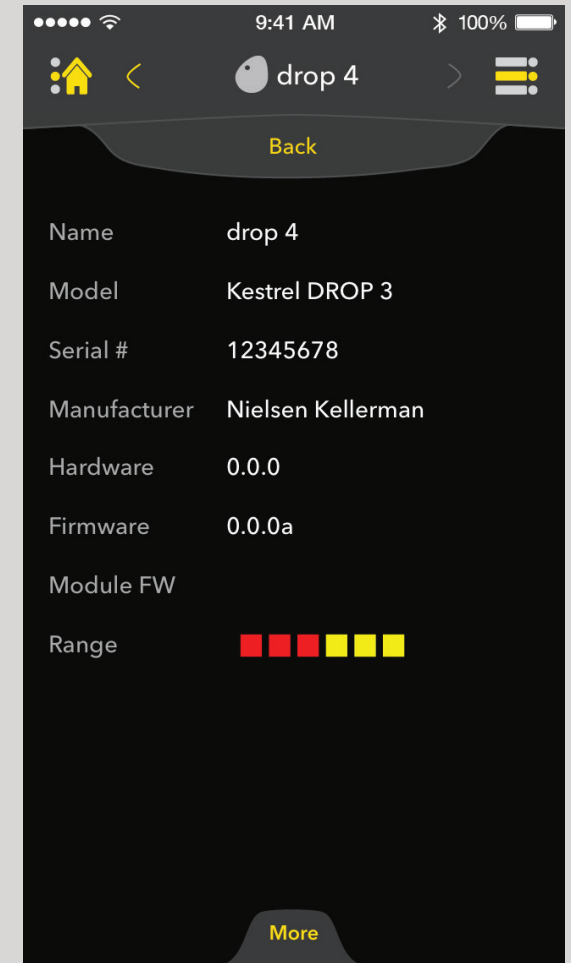 9:41 AM 100%
drop 4
Back
Name drop 4
Model Kestrel DROP 3
Serial # 12345678
Manufacturer Nielsen Kellerman
Hardware 0.0.0
Firmware 0.0.0a
Module FW
Range
More